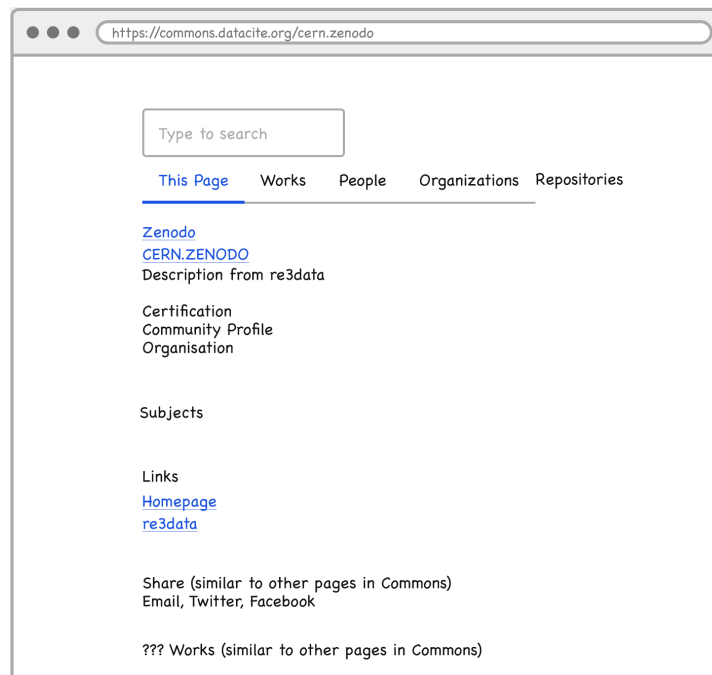 https://commons.datacite.org/cern.zenodo
Type to search
This Page Works People Organizations Repositories
Zenodo
CERN.ZENODO
Description from re3data
Certification
Community Profile
Organisation
Subjects
Links
Homepage
re3data
Share (similar to other pages in Commons)
Email, Twitter, Facebook
??? Works (similar to other pages in Commons)